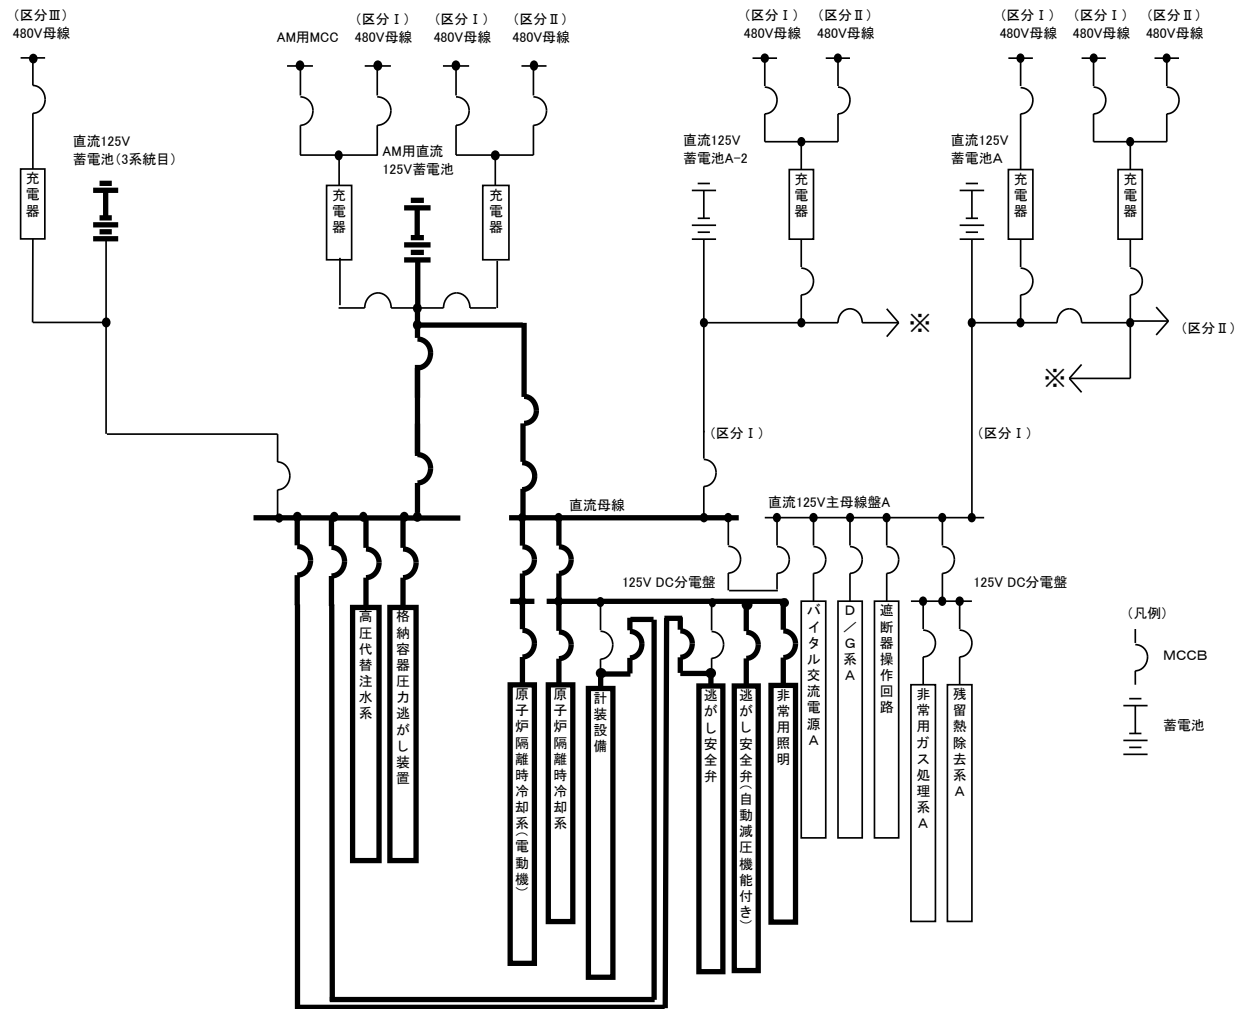 (区分Ⅲ)
480V母線
AM用MCC
(区分Ⅰ)
480V母線
(区分Ⅰ)
480V母線
(区分Ⅱ)
480V母線
(区分Ⅰ)
480V母線
(区分Ⅱ)
480V母線
(区分Ⅰ)
480V母線
(区分Ⅰ)
480V母線
(区分Ⅱ)
480V母線
直流125V
蓄電池(3系統目)
AM用直流
125V蓄電池
直流125V
蓄電池A-2
直流125V
蓄電池A
充電器
充電器
充電器
充電器
充電器
充電器
※
(区分Ⅱ)
※
(区分Ⅰ)
(区分Ⅰ)
直流母線
直流125V主母線盤A
125V DC分電盤
125V DC分電盤
高圧代替注水系
格納容器圧力逃がし装置
原子炉隔離時冷却系(電動機)
原子炉隔離時冷却系
計装設備
逃がし安全弁
逃がし安全弁(自動減圧機能付き)
非常用照明
バイタル交流電源A
D/G系A
遮断器操作回路
非常用ガス処理系A
残留熱除去系A
(凡例)
MCCB
蓄電池